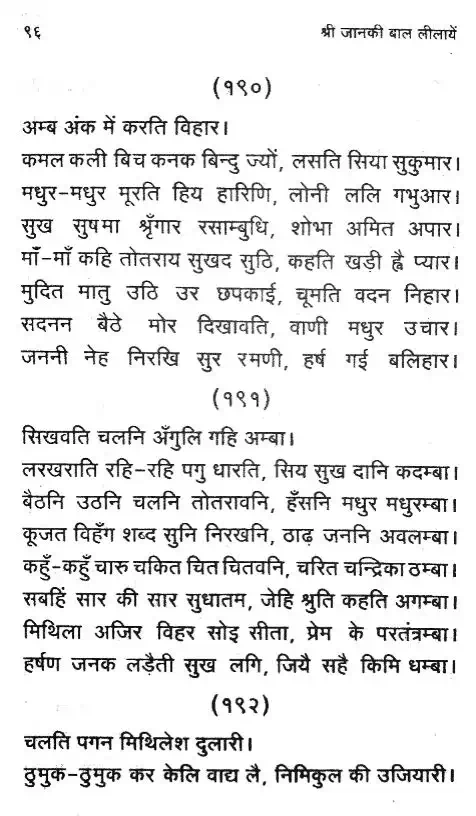 ९६ श्री जानकी बाल लीलायें
(१९०)
अम्ब अंक में करति विहार।
कमल कली बिच कनक बिन्दु ज्यों, लसति सिया सुकुमार।
मधुर-मधुर मूरति हिय हारिणि, लोनी ललि गभुआर।
सुख सुषमा श्रृँगार रसाम्बुधि, शोभा अमित अपार।
माँ-माँ कहि तोतराय सुखद सुठि, कहति खड़ी ह्वै प्यार।
मुदित मातु उठि उर छपकाई, चूमति वदन निहार।
सदनन बैठे मोर दिखावति, वाणी मधुर उचार।
जननी नेह निरखि सुर रमणी, हर्ष गई बलिहार।
(१९१)
सिखवति चलनि अँगुलि गहि अम्बा।
लरखराति रहि-रहि पगु धारति, सिय सुख दानि कदम्बा।
बैठनि उठनि चलनि तोतरावनि, हँसनि मधुर मधुरम्बा।
कूजत विहँग शब्द सुनि निरखनि, ठाढ़ जननि अवलम्बा।
कहुँ-कहुँ चारु चकित चित चितवनि, चरित चन्द्रिका ठम्बा।
सबहिं सार की सार सुधातम, जेहि श्रुति कहति अगम्बा।
मिथिला अजिर विहर सोइ सीता, प्रेम के परतंत्रम्बा।
हर्षण जनक लड़ैती सुख लगि, जियै सहै किमि धम्बा।
(१९२)
चलति पगन मिथिलेश दुलारी।
ठुमुक-ठुमुक कर केलि वाद्य लै, निमिकुल की उजियारी।